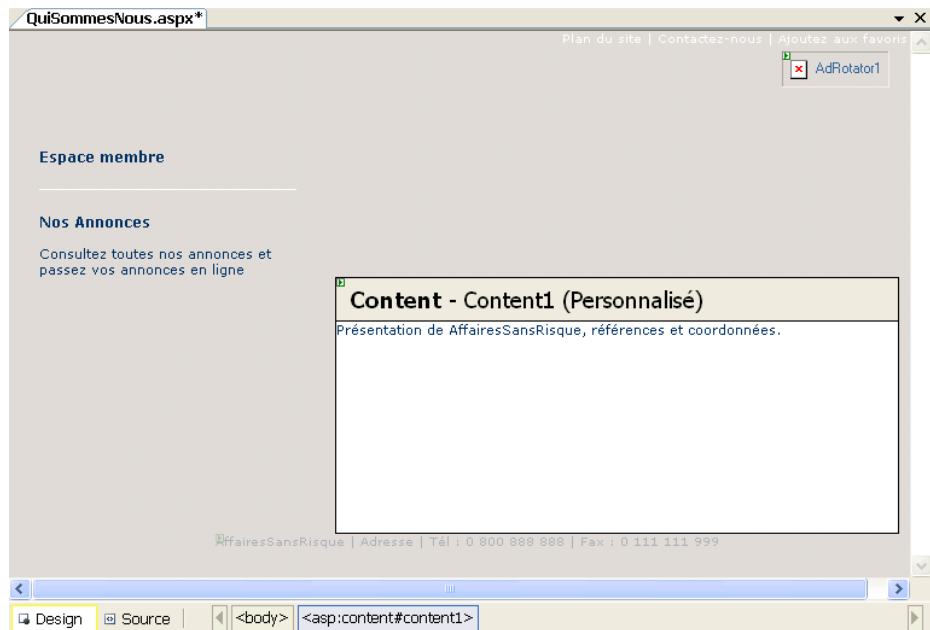 QuiSommesNous.aspx*
Plan du site | Contactez-nous | Ajoutez aux favoris
AdRotator1
Espace membre
Nos Annonces
Consultez toutes nos annonces et
passez vos annonces en ligne
Content - Content1 (Personnalisé)
Présentation de AffairesSansRisque, références et coordonnées.
AffairesSansRisque | Adresse | Tél : 0 800 888 888 | Fax : 0 111 111 999
Design Source <body> <asp:content#content1>